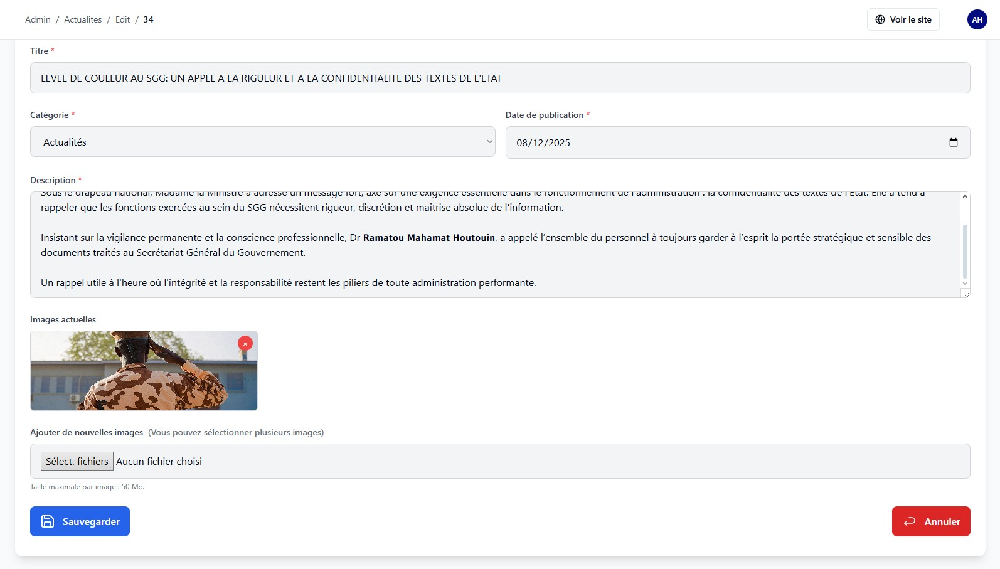 Admin / Actualites / Edit / 34
Voir le site
AH
Titre *
LEVEE DE COULEUR AU SGG: UN APPEL A LA RIGUEUR ET A LA CONFIDENTIALITE DES TEXTES DE L'ETAT
Catégorie *
Date de publication *
Actualités
08/12/2025
Description *
Sous le drapeau national, Madame la Ministre a adressé un message fort, axé sur une exigence essentielle dans le fonctionnement de l'administration : la confidentialité des textes de l'État. Elle a tenu à
rappeler que les fonctions exercées au sein du SGG nécessitent rigueur, discrétion et maîtrise absolue de l'information.
Insistant sur la vigilance permanente et la conscience professionnelle, Dr Ramatou Mahamat Houtouin, a appelé l’ensemble du personnel à toujours garder à l’esprit la portée stratégique et sensible des
documents traités au Secrétariat Général du Gouvernement.
Un rappel utile à l'heure où l'intégrité et la responsabilité restent les piliers de toute administration performante.
Images actuelles
×
Ajouter de nouvelles images (Vous pouvez sélectionner plusieurs images)
Sélect. fichiers Aucun fichier choisi
Taille maximale par image : 50 Mo.
Sauvegarder
Annuler